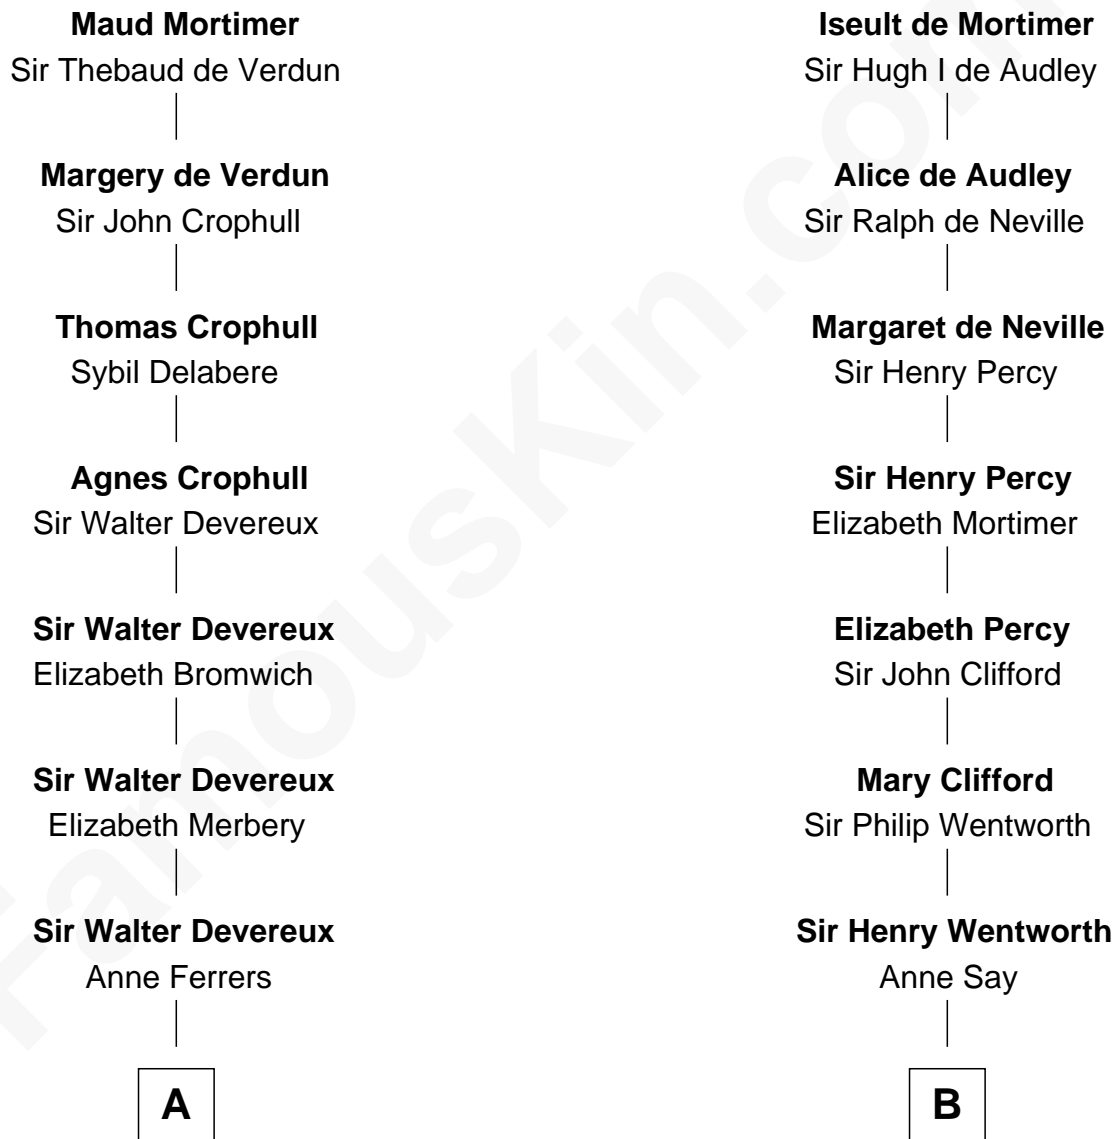 Maud Mortimer
Sir Thebaud de Verdun
Margery de Verdun
Sir John Crophull
Thomas Crophull
Sybil Delabere
Agnes Crophull
Sir Walter Devereux
Sir Walter Devereux
Elizabeth Bromwich
Sir Walter Devereux
Elizabeth Merbery
Sir Walter Devereux
Anne Ferrers
A
Iseult de Mortimer
Sir Hugh I de Audley
Alice de Audley
Sir Ralph de Neville
Margaret de Neville
Sir Henry Percy
Sir Henry Percy
Elizabeth Mortimer
Elizabeth Percy
Sir John Clifford
Mary Clifford
Sir Philip Wentworth
Sir Henry Wentworth
Anne Say
B
FamousKin.com